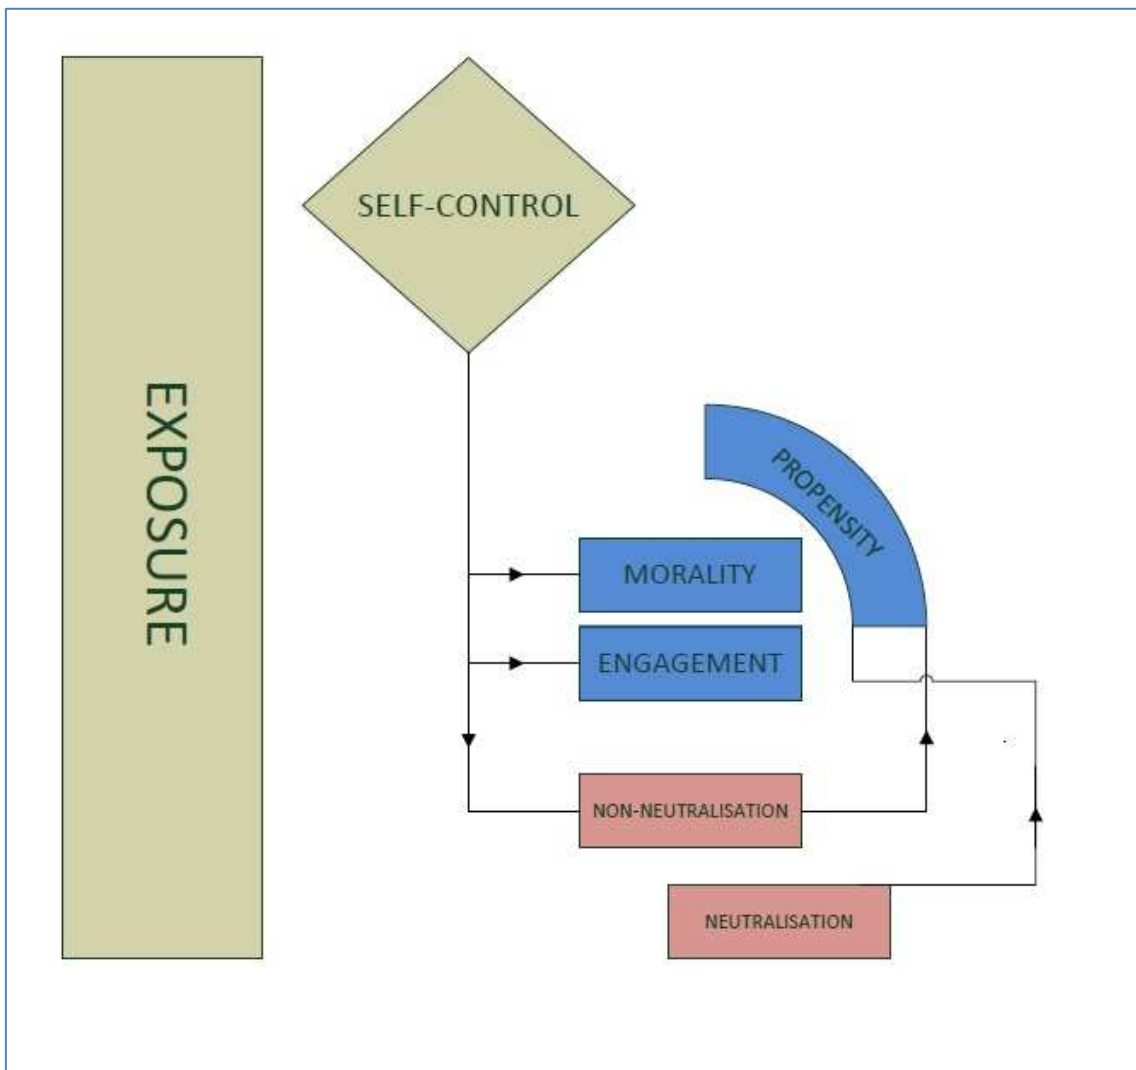 EXPOSURE
SELF-CONTROL
PROPENSITY
MORALITY
ENGAGEMENT
NON-NEUTRALISATION
NEUTRALISATION